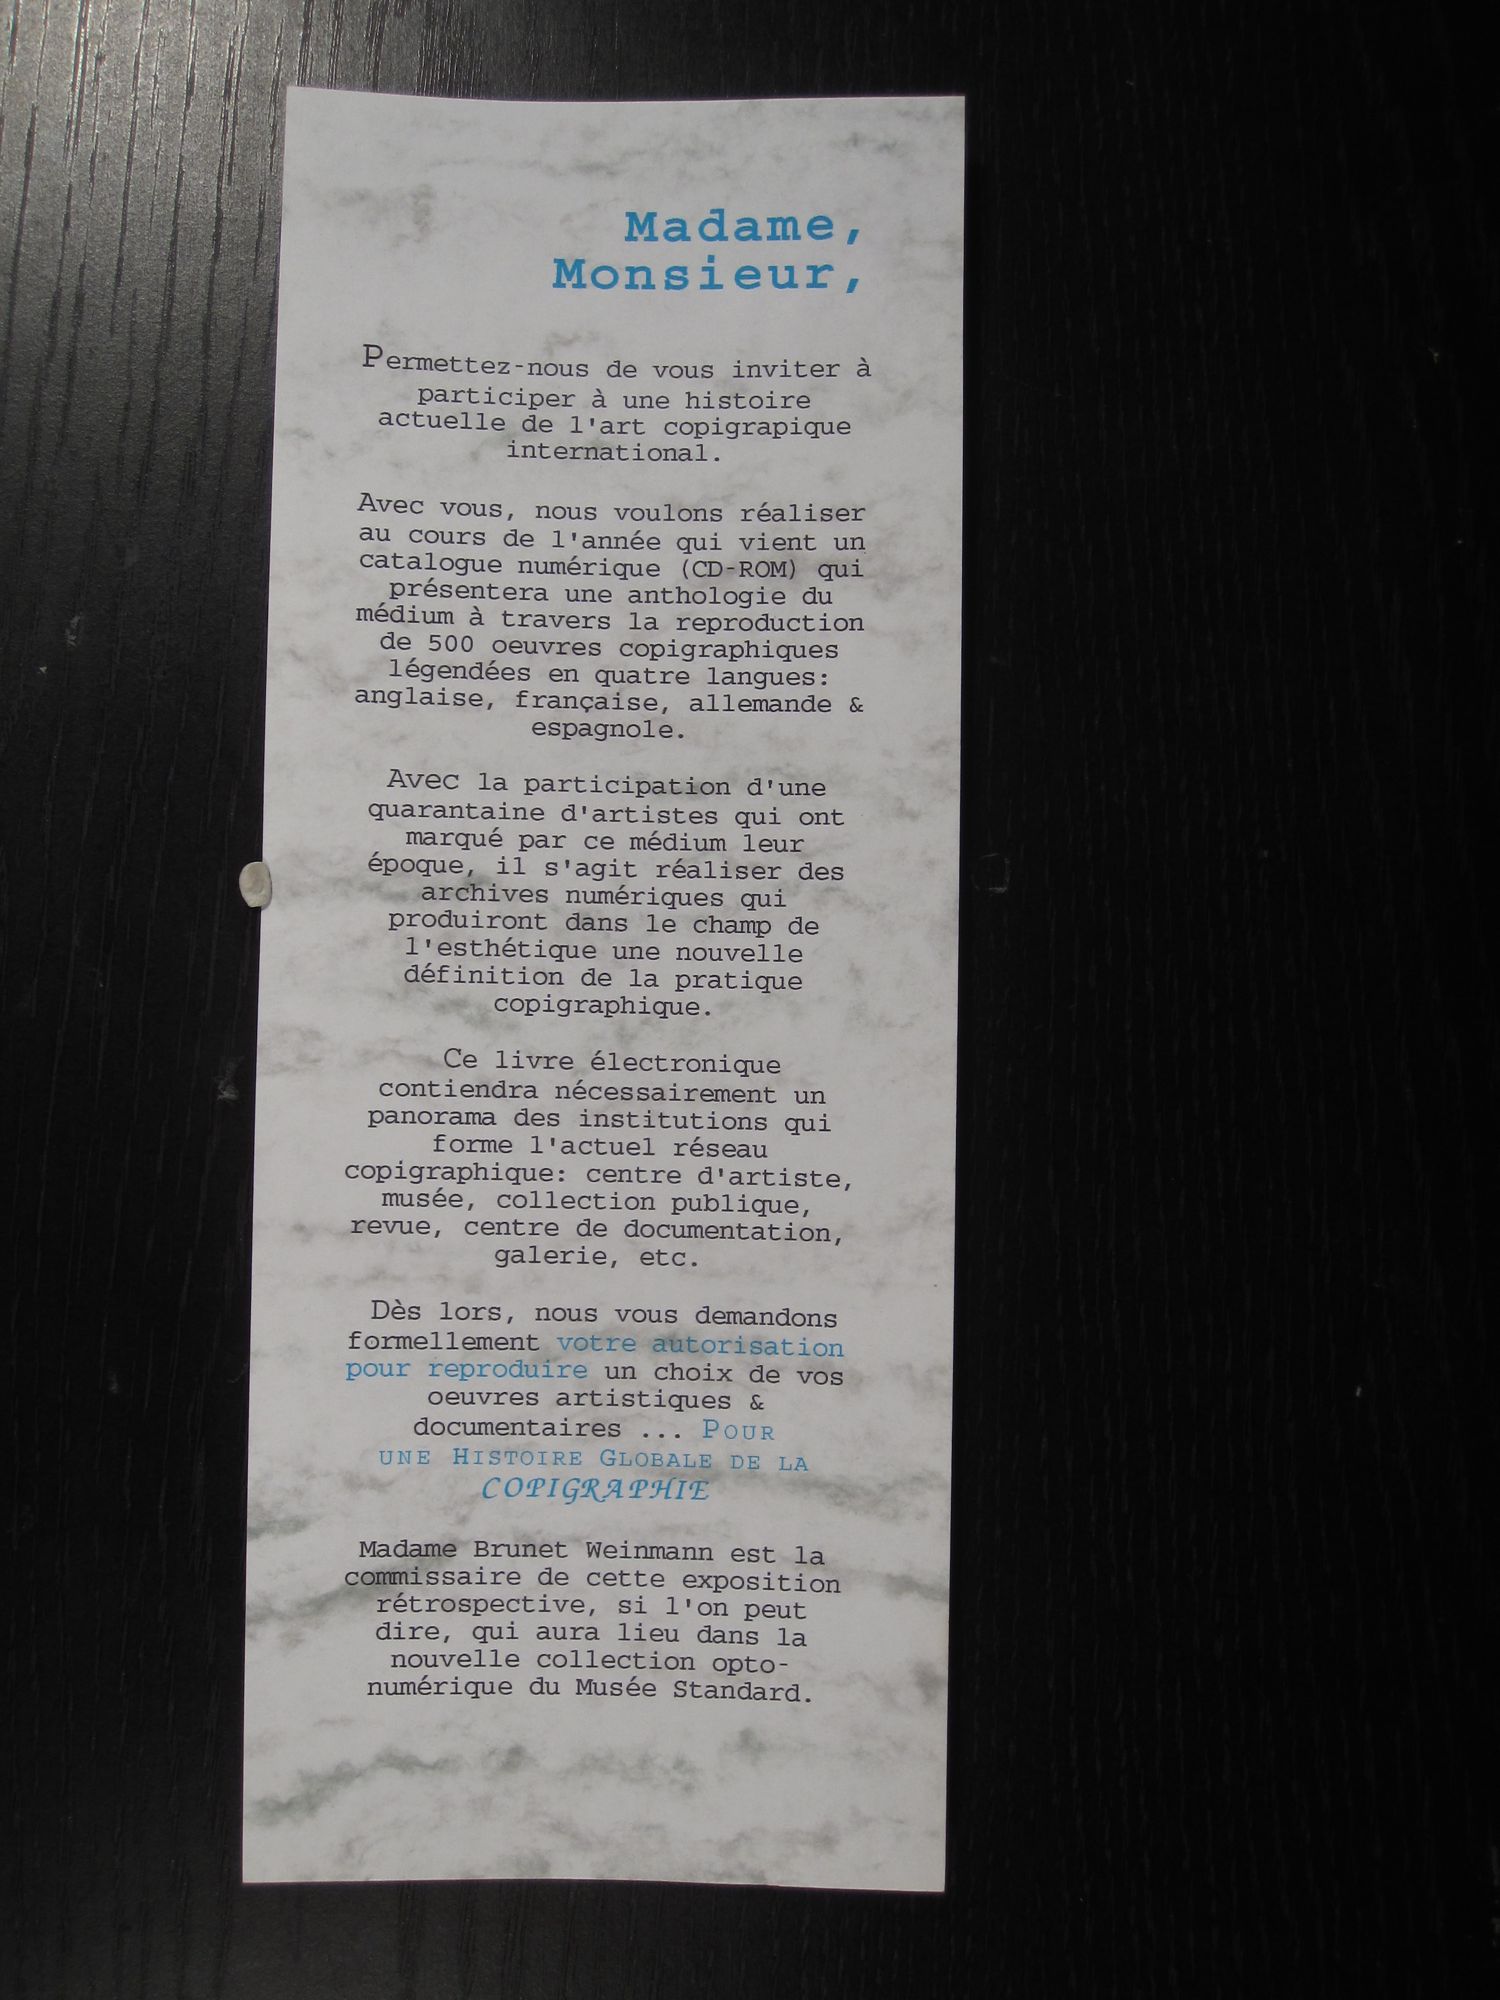 Madame,
Monsieur,
Permettez-nous de vous inviter à
participer à une histoire
actuelle de l'art copigrapique
international.
Avec vous, nous voulons réaliser
au cours de l'année qui vient un
catalogue numérique (CD-ROM) qui
présentera une anthologie du
médium à travers la reproduction
de 500 oeuvres copigraphiques
légendées en quatre langues:
anglaise, française, allemande &
espagnole.
Avec la participation d'une
quarantaine d'artistes qui ont
marqué par ce médium leur
époque, il s'agit réaliser des
archives numériques qui
produiront dans le champ de
l'esthétique une nouvelle
définition de la pratique
copigraphique.
Ce livre électronique
contiendra nécessairement un
panorama des institutions qui
forme l'actuel réseau
copigraphique: centre d'artiste,
musée, collection publique,
revue, centre de documentation,
galerie, etc.
Dès lors, nous vous demandons
formellement votre autorisation
pour reproduire un choix de vos
oeuvres artistiques &
documentaires ... POUR
UNE HISTOIRE GLOBALE DE LA
COPIGRAPHIE
Madame Brunet Weinmann est la
commissaire de cette exposition
rétrospective, si l'on peut
dire, qui aura lieu dans la
nouvelle collection opto-
numérique du Musée Standard.